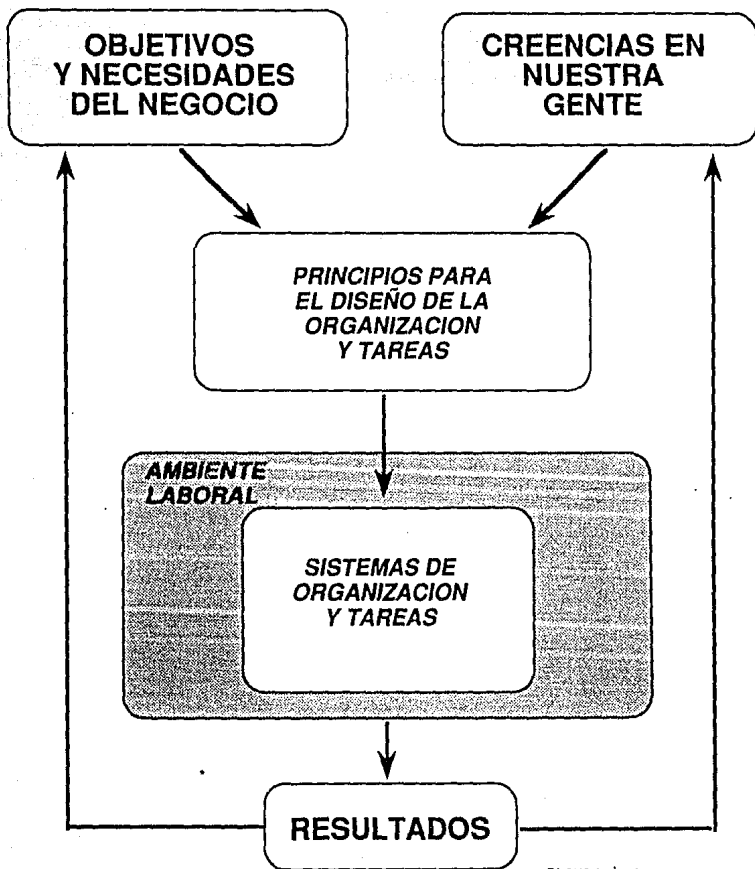 OBJETIVOS
Y NECESIDADES
DEL NEGOCIO
CREENCIAS EN
NUESTRA
GENTE
PRINCIPIOS PARA
EL DISEÑO DE LA
ORGANIZACION
Y TAREAS
AMBIENTE
LABORAL
SISTEMAS DE
ORGANIZACION
Y TAREAS
RESULTADOS